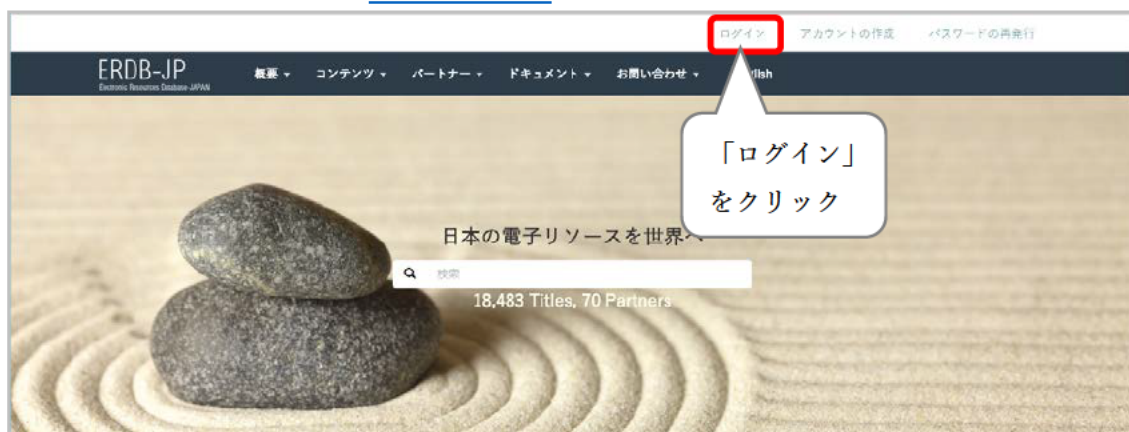 ログイン アカウントの作成 パスワードの再発行
ERDB-JP 概要 コンテンツ パートナー ドキュメント お問い合わせ lish
Electronic Resources Database-JAPAN
「ログイン」
をクリック
日本の電子リソースを世界へ
検索
18,483 Titles, 70 Partners